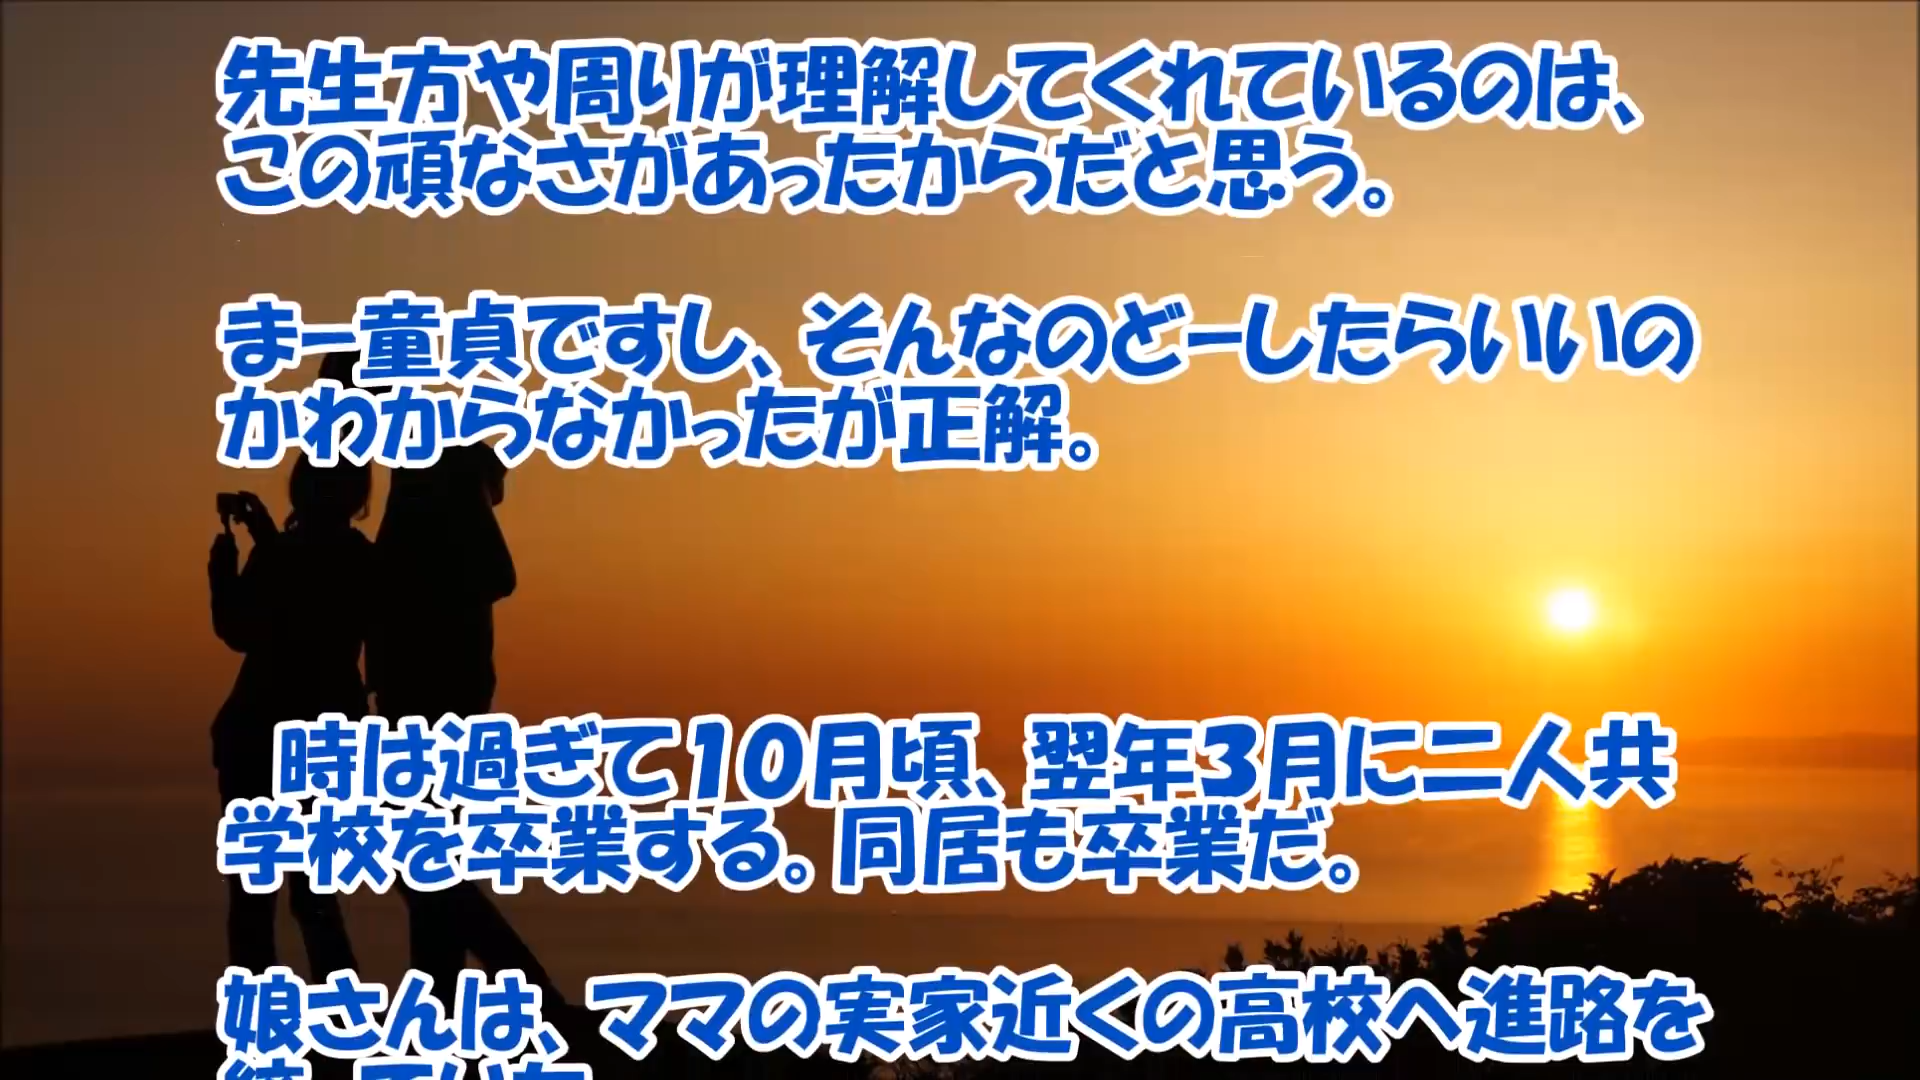 先生方や周りが理解してくれているのは、
この頑なさがあったからだと思う。
まー童貞ですし、そんなのどーしたらいいの
かわからなかったが正解。
時は過ぎて10月頃、翌年3月に二人共
学校を卒業する。同居も卒業だ。
娘さんは、ママの実家近くの高校へ進路を